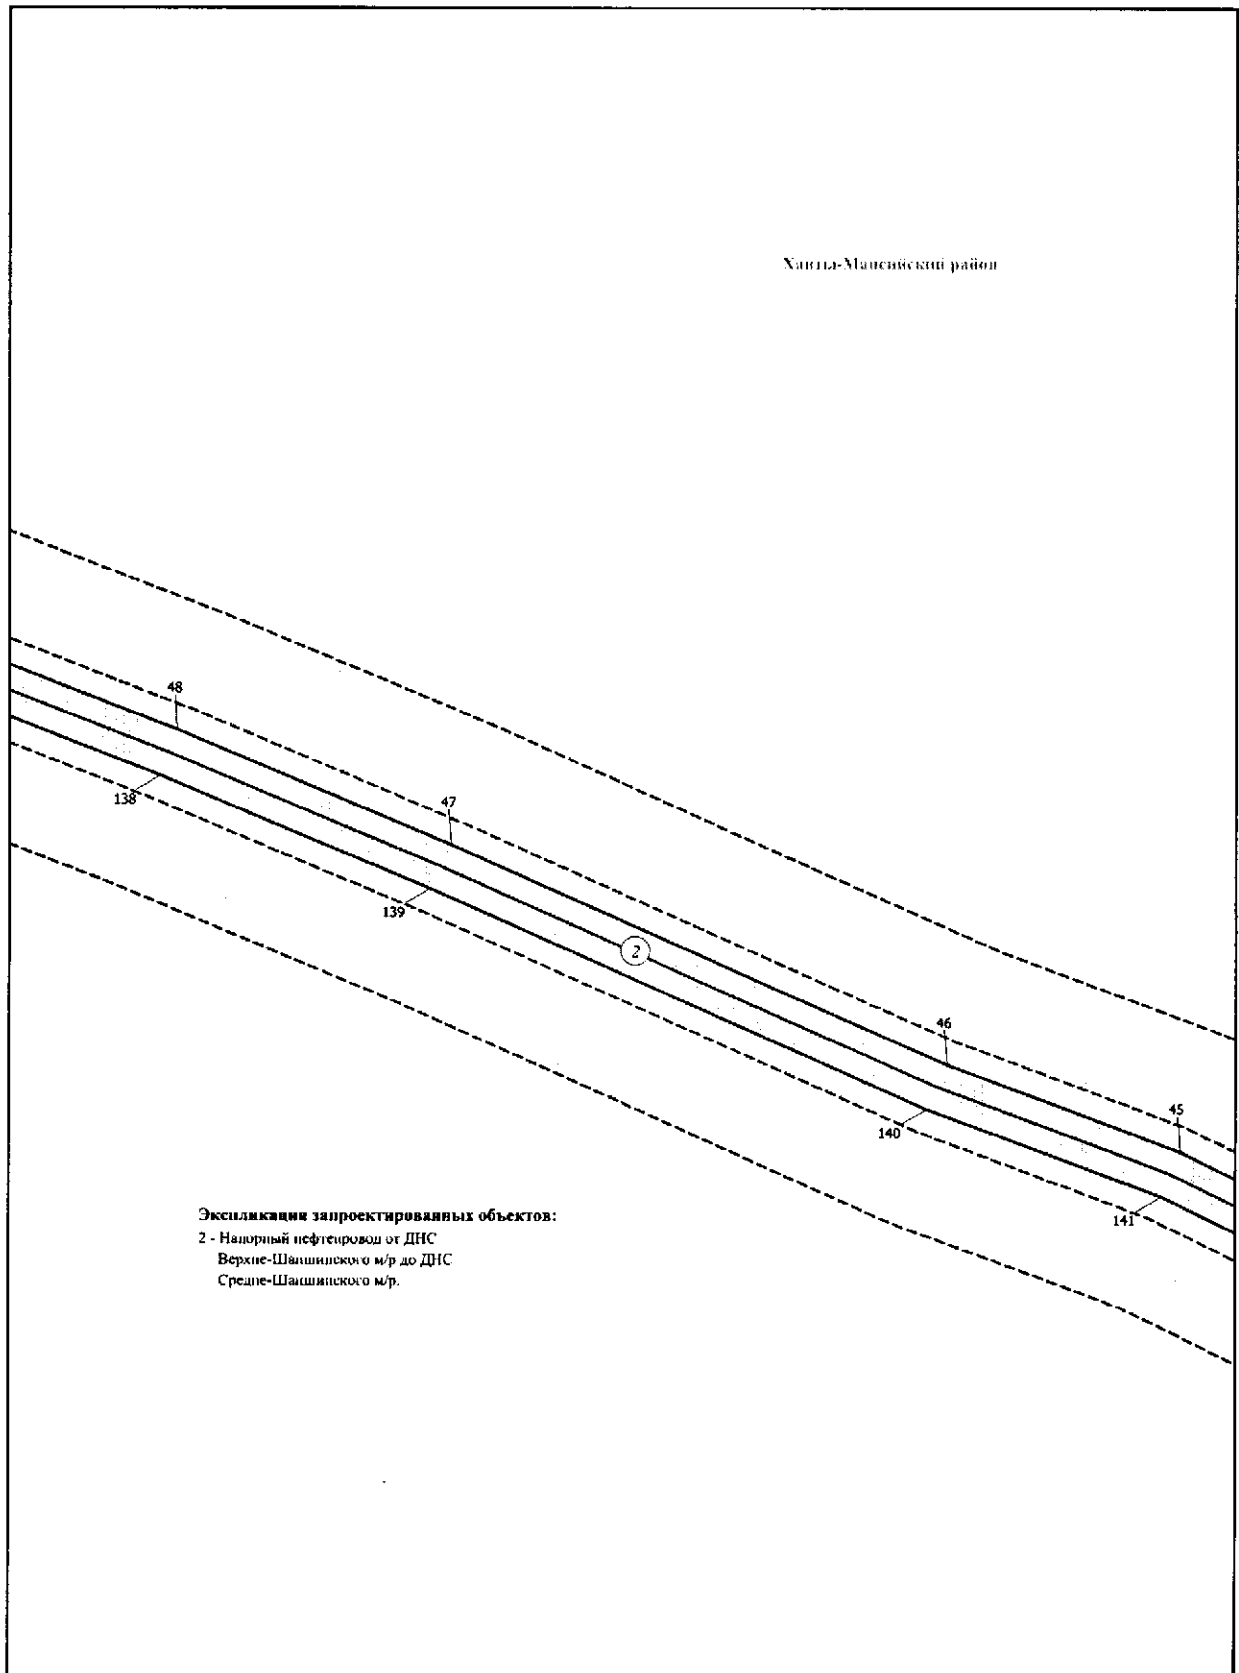 Ханты-Мансийский район
48
47
138
139
2
46
45
140
141
Экспликация запроектированных объектов:
2 - Напорный нефтепровод от ДНС
Верхне-Шапшинского м/р до ДНС
Средне-Шапшинского м/р.